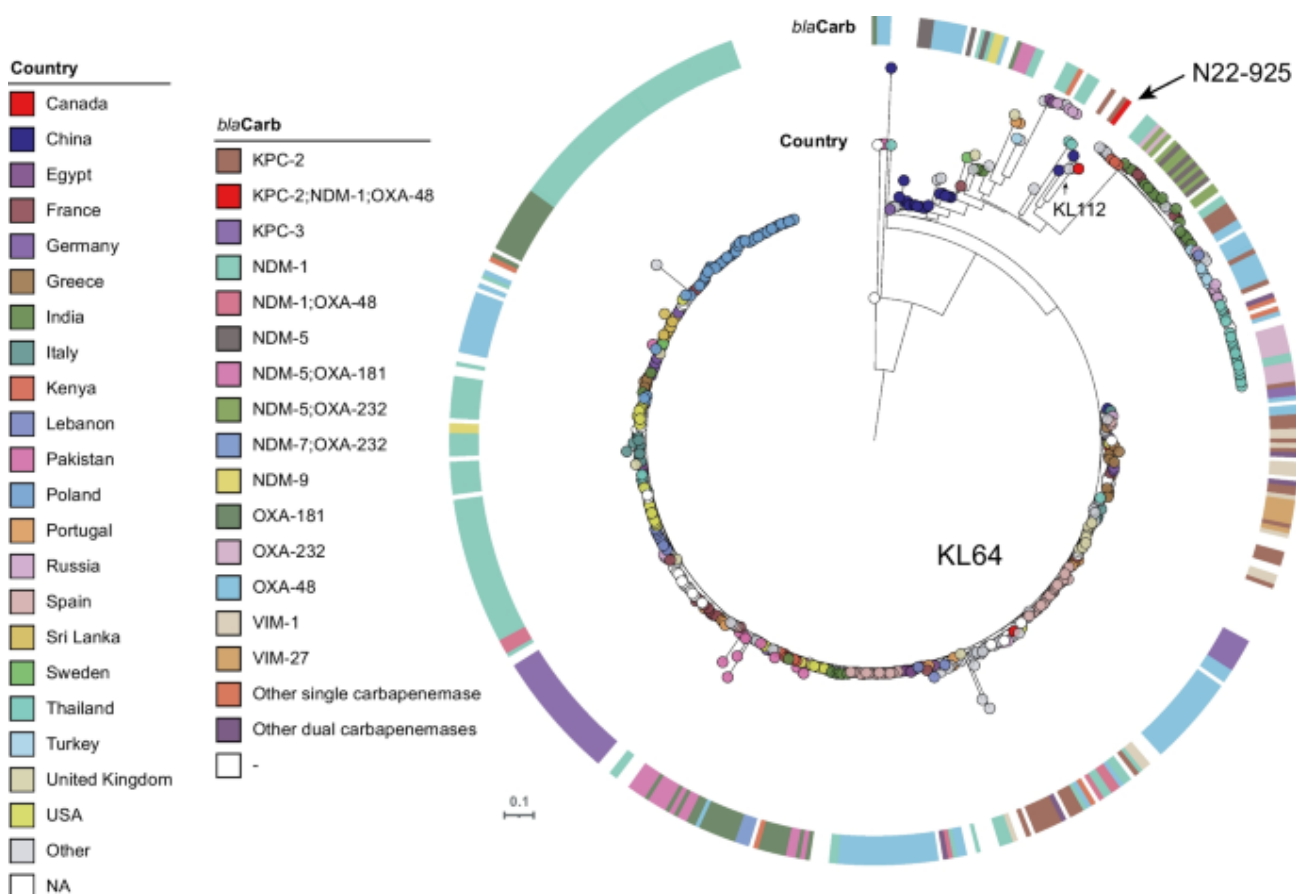 Country
Canada
China
Egypt
France
Germany
Greece
India
Italy
Kenya
Lebanon
Pakistan
Poland
Portugal
Russia
Spain
Sri Lanka
Sweden
Thailand
Turkey
United Kingdom
USA
Other
NA
blaCarb
KPC-2
KPC-2;NDM-1;OXA-48
KPC-3
NDM-1
NDM-1;OXA-48
NDM-5
NDM-5;OXA-181
NDM-5;OXA-232
NDM-7;OXA-232
NDM-9
OXA-181
OXA-232
OXA-48
VIM-1
VIM-27
Other single carbapenemase
Other dual carbapenemases
-
blaCarb
N22-925
Country
KL112
KL64
0.1